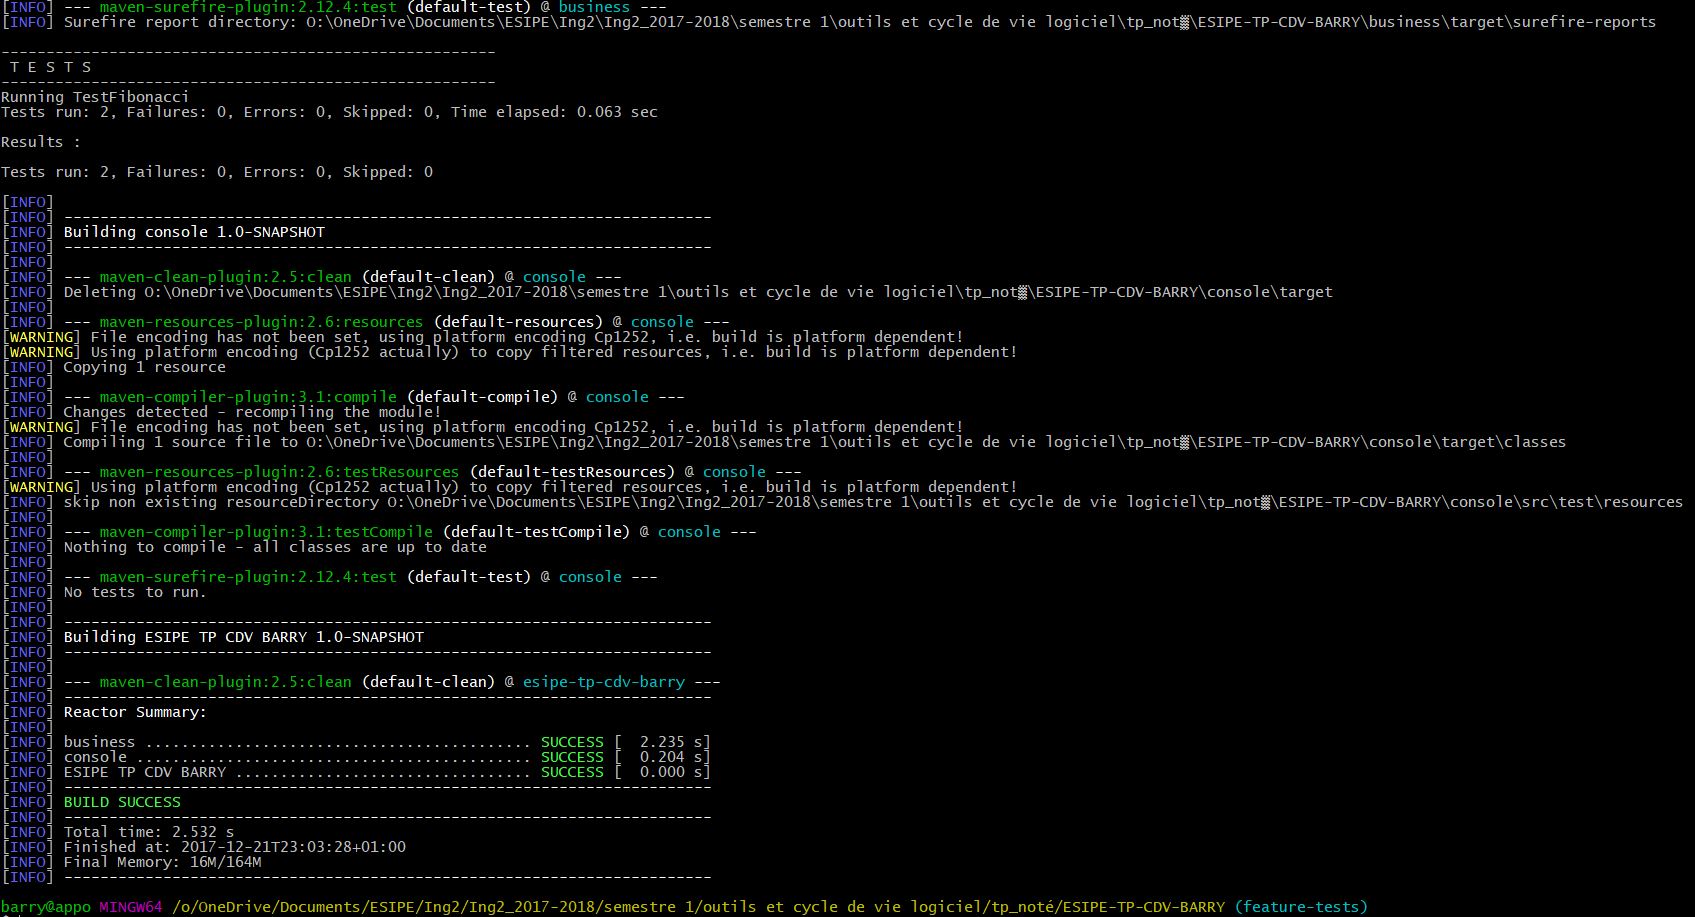 [INFO] --- maven-surefire-plugin:2.12.4:test (default-test) @ business ---
[INFO] Surefire report directory: O:\OneDrive\Documents\ESIPE\Ing2\Ing2_2017-2018\semestre 1\outils et cycle de vie logiciel\tp_not▒\ESIPE-TP-CDV-BARRY\business\target\surefire-reports

-------------------------------------------------------
 T E S T S
-------------------------------------------------------
Running TestFibonacci
Tests run: 2, Failures: 0, Errors: 0, Skipped: 0, Time elapsed: 0.063 sec

Results :

Tests run: 2, Failures: 0, Errors: 0, Skipped: 0

[INFO]
[INFO] ------------------------------------------------------------------------
[INFO] Building console 1.0-SNAPSHOT
[INFO] ------------------------------------------------------------------------
[INFO]
[INFO] --- maven-clean-plugin:2.5:clean (default-clean) @ console ---
[INFO] Deleting O:\OneDrive\Documents\ESIPE\Ing2\Ing2_2017-2018\semestre 1\outils et cycle de vie logiciel\tp_not▒\ESIPE-TP-CDV-BARRY\console\target
[INFO]
[INFO] --- maven-resources-plugin:2.6:resources (default-resources) @ console ---
[WARNING] File encoding has not been set, using platform encoding Cp1252, i.e. build is platform dependent!
[WARNING] Using platform encoding (Cp1252 actually) to copy filtered resources, i.e. build is platform dependent!
[INFO] Copying 1 resource
[INFO]
[INFO] --- maven-compiler-plugin:3.1:compile (default-compile) @ console ---
[INFO] Changes detected - recompiling the module!
[WARNING] File encoding has not been set, using platform encoding Cp1252, i.e. build is platform dependent!
[INFO] Compiling 1 source file to O:\OneDrive\Documents\ESIPE\Ing2\Ing2_2017-2018\semestre 1\outils et cycle de vie logiciel\tp_not▒\ESIPE-TP-CDV-BARRY\console\target\classes
[INFO]
[INFO] --- maven-resources-plugin:2.6:testResources (default-testResources) @ console ---
[WARNING] Using platform encoding (Cp1252 actually) to copy filtered resources, i.e. build is platform dependent!
[INFO] skip non existing resourceDirectory O:\OneDrive\Documents\ESIPE\Ing2\Ing2_2017-2018\semestre 1\outils et cycle de vie logiciel\tp_not▒\ESIPE-TP-CDV-BARRY\console\src\test\resources
[INFO]
[INFO] --- maven-compiler-plugin:3.1:testCompile (default-testCompile) @ console ---
[INFO] Nothing to compile - all classes are up to date
[INFO]
[INFO] --- maven-surefire-plugin:2.12.4:test (default-test) @ console ---
[INFO] No tests to run.
[INFO]
[INFO] ------------------------------------------------------------------------
[INFO] Building ESIPE TP CDV BARRY 1.0-SNAPSHOT
[INFO] ------------------------------------------------------------------------
[INFO]
[INFO] --- maven-clean-plugin:2.5:clean (default-clean) @ esipe-tp-cdv-barry ---
[INFO] ------------------------------------------------------------------------
[INFO] Reactor Summary:
[INFO]
[INFO] business ........................................... SUCCESS [  2.235 s]
[INFO] console ............................................ SUCCESS [  0.204 s]
[INFO] ESIPE TP CDV BARRY ................................. SUCCESS [  0.000 s]
[INFO] ------------------------------------------------------------------------
[INFO] BUILD SUCCESS
[INFO] ------------------------------------------------------------------------
[INFO] Total time: 2.532 s
[INFO] Finished at: 2017-12-21T23:03:28+01:00
[INFO] Final Memory: 16M/164M
[INFO] ------------------------------------------------------------------------

barry@appo MINGW64 /o/OneDrive/Documents/ESIPE/Ing2/Ing2_2017-2018/semestre 1/outils et cycle de vie logiciel/tp_noté/ESIPE-TP-CDV-BARRY (feature-tests)